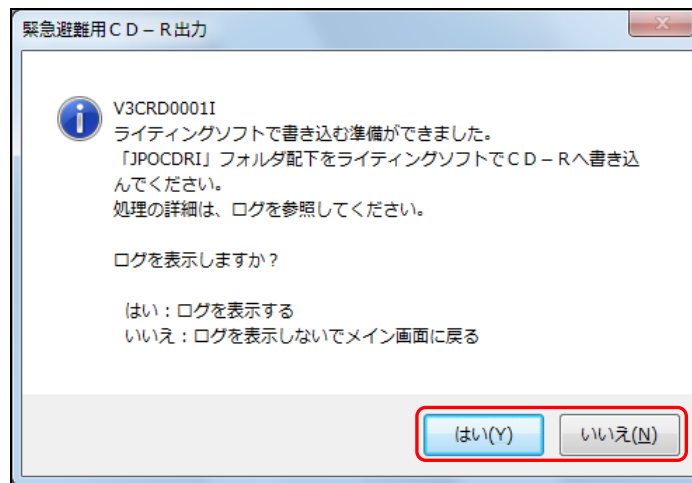 緊急避難用ＣＤ－Ｒ出力
V3CRD0001I
ライティングソフトで書き込む準備ができました。
「JPOCDRI」フォルダ配下をライティングソフトでＣＤ－Ｒへ書き込
んでください。
処理の詳細は、ログを参照してください。
ログを表示しますか？
はい：ログを表示する
いいえ：ログを表示しないでメイン画面に戻る
はい(Y) いいえ(N)